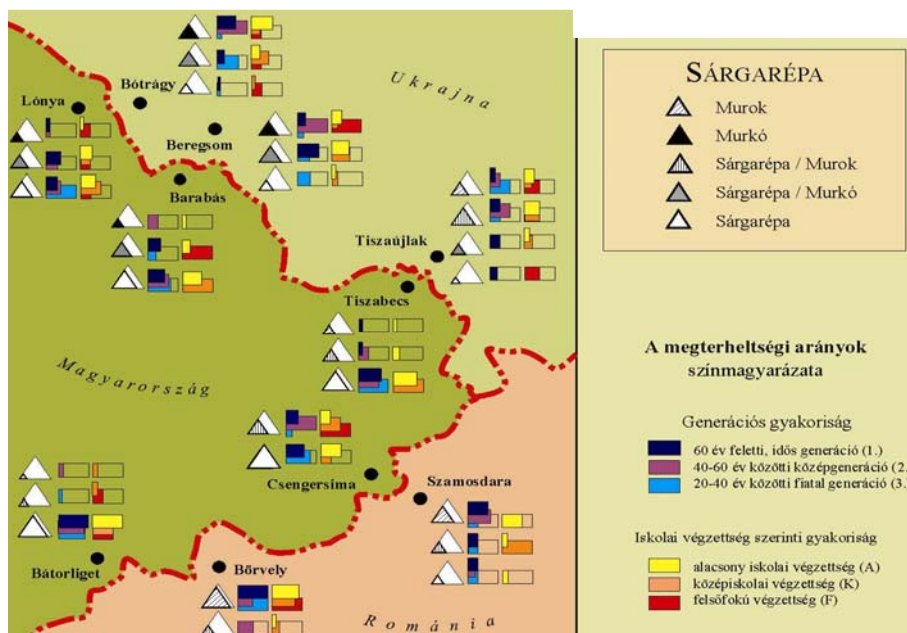 Ukrajna
Bótrágy
Lónya
Beregsom
Barabás
Tiszaújlak
Tiszabecs
Magyarország
Csengersima
Szamosdara
Bátorliget
Börvely
Románia
SÁRGARÉPA
Murok
Murkó
Sárgarépa / Murok
Sárgarépa / Murkó
Sárgarépa
A megterheltségi arányok
színmagyarázata
Generációs gyakoriság
60 év feletti, idős generáció (1.)
40-60 év közötti középgeneráció (2.
20-40 év közötti fiatal generáció (3.)
Iskolai végzettség szerinti gyakoriság
alacsony iskolai végzettség (A)
középiskolai végzettség (K)
felsőfokú végzettség (F)